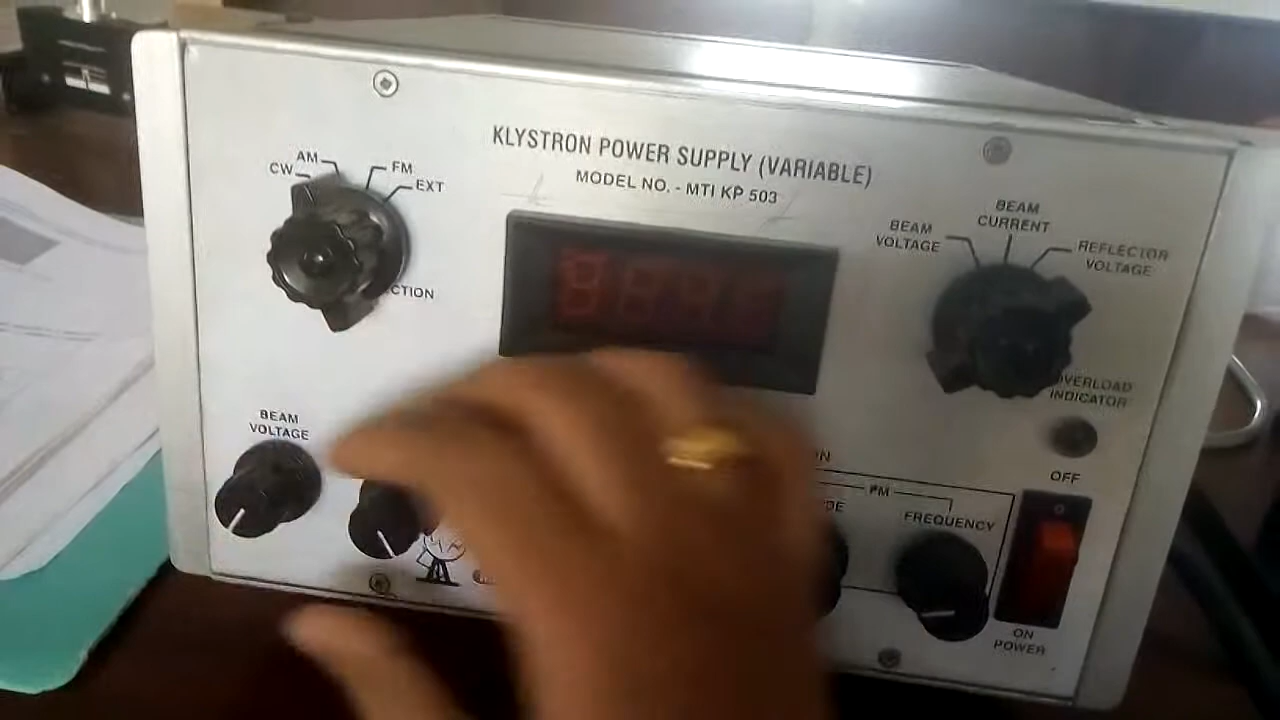 KLYSTRON POWER SUPPLY (VARIABLE)
MODEL NO. - MTI KP 503
AM
FM
CW
EXT
CTION
BEAM
VOLTAGE
BEAM
CURRENT
REFLECTOR
VOLTAGE
OVERLOAD
INDICATOR
BEAM
VOLTAGE
FM
FREQUENCY
OFF
ON
POWER